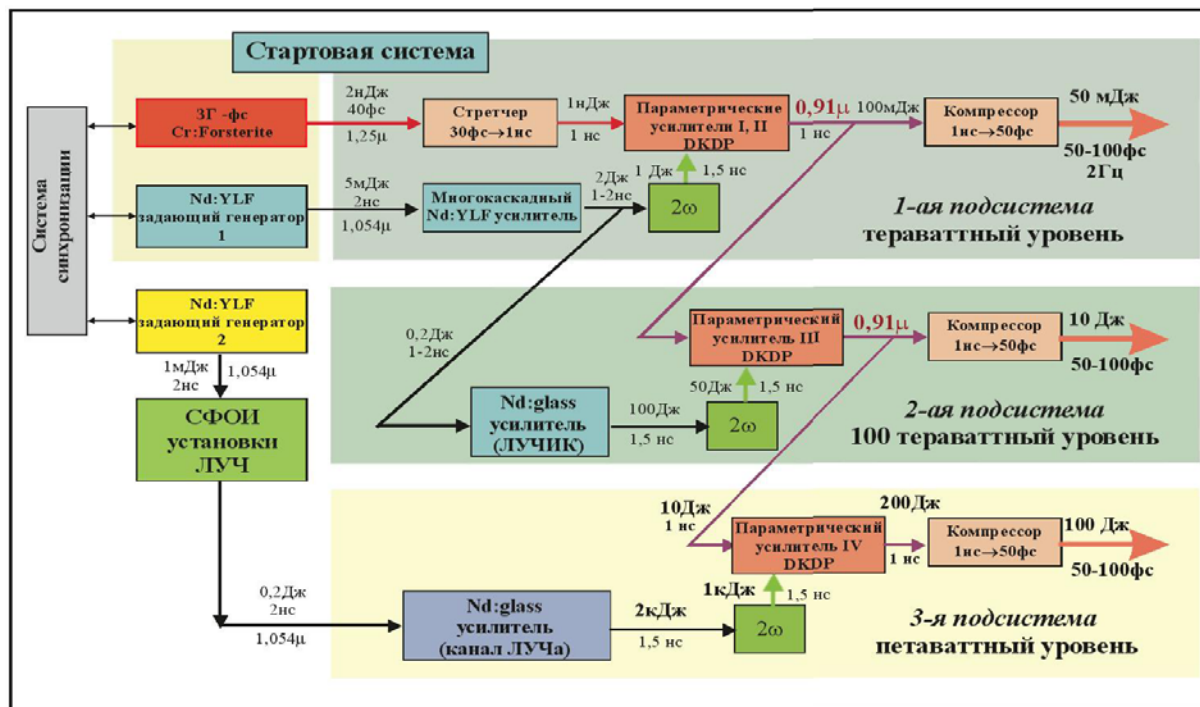 Стартовая система
Система
синхронизации
ЗГ -фс
Cr:Forsterite
2нДж
40фс
1,25μ
Стретчер
30фс→1нс
1нДж
1 нс
Параметрические
усилители I, II
DKDP
0,91μ
1 нс
100мДж
Компрессор
1нс→50фс
50 мДж
50-100фс
2Гц
Nd:YLF
задающий генератор
1
5мДж
2нс
1,054μ
Многокаскадный
Nd:YLF усилитель
2Дж
1-2нс
1 Дж
1,5 нс
2ω
1-ая подсистема
тераваттный уровень
Nd:YLF
задающий генератор
2
1мДж
2нс
1,054μ
0,2Дж
1-2нс
Параметрический
усилитель III
DKDP
0,91μ
Компрессор
1нс→50фс
10 Дж
50-100фс
СФОИ
установки
ЛУЧ
Nd:glass
усилитель
(ЛУЧИК)
100Дж
1,5 нс
50Дж
1,5 нс
2ω
2-ая подсистема
100 тераваттный уровень
10Дж
1 нс
Параметрический
усилитель IV
DKDP
200Дж
1 нс
Компрессор
1нс→50фс
100 Дж
50-100фс
0,2Дж
2нс
1,054μ
Nd:glass
усилитель
(канал ЛУЧа)
2кДж
1,5 нс
1кДж
1,5 нс
2ω
3-я подсистема
петаваттный уровень